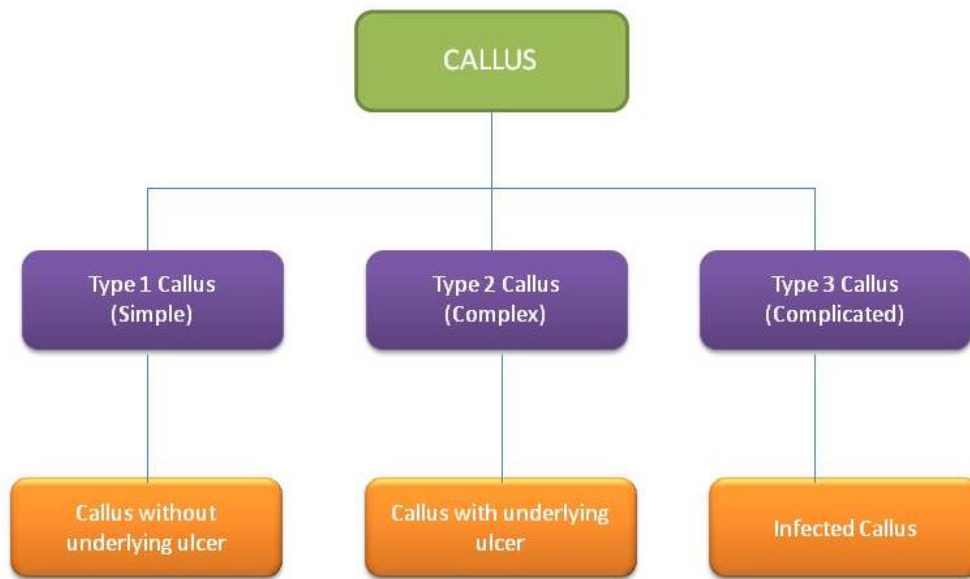 CALLUS
Type 1 Callus
(Simple)
Type 2 Callus
(Complex)
Type 3 Callus
(Complicated)
Callus without
underlying ulcer
Callus with underlying
ulcer
Infected Callus